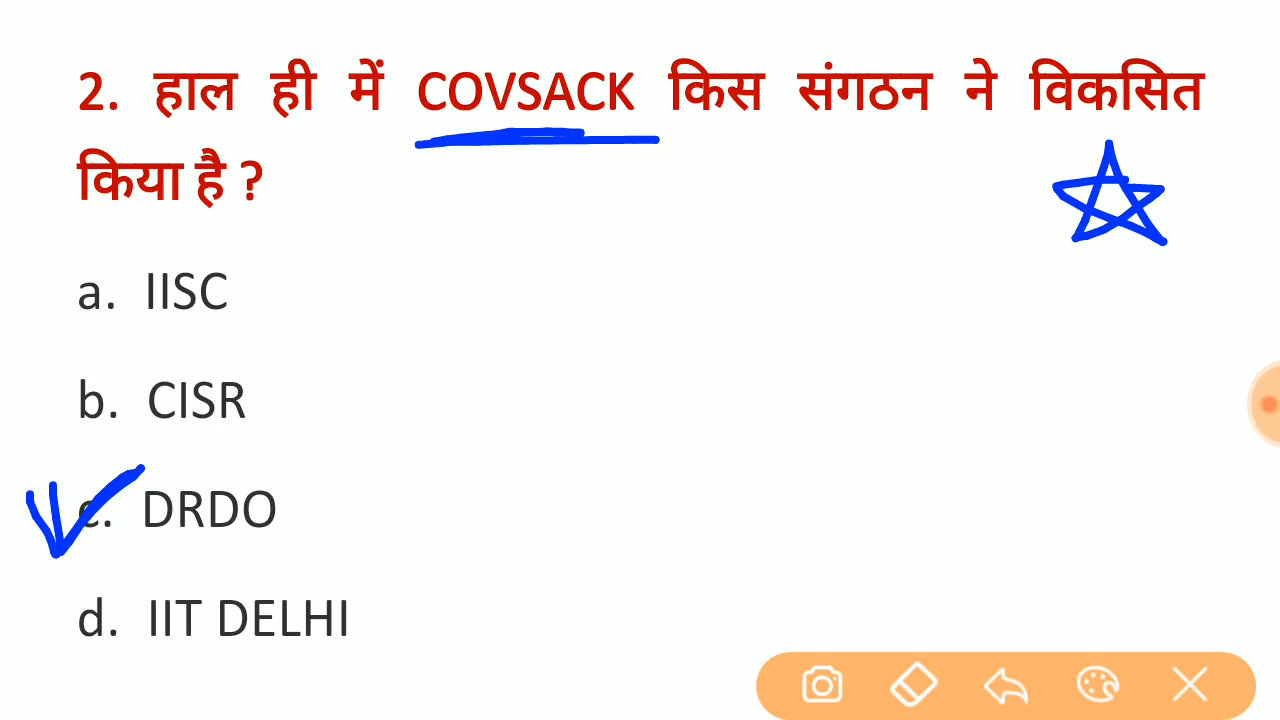 2. हाल ही में COVSACK किस संगठन ने विकसित
किया है ?
a. IISC
b. CISR
c. DRDO
d. IIT DELHI